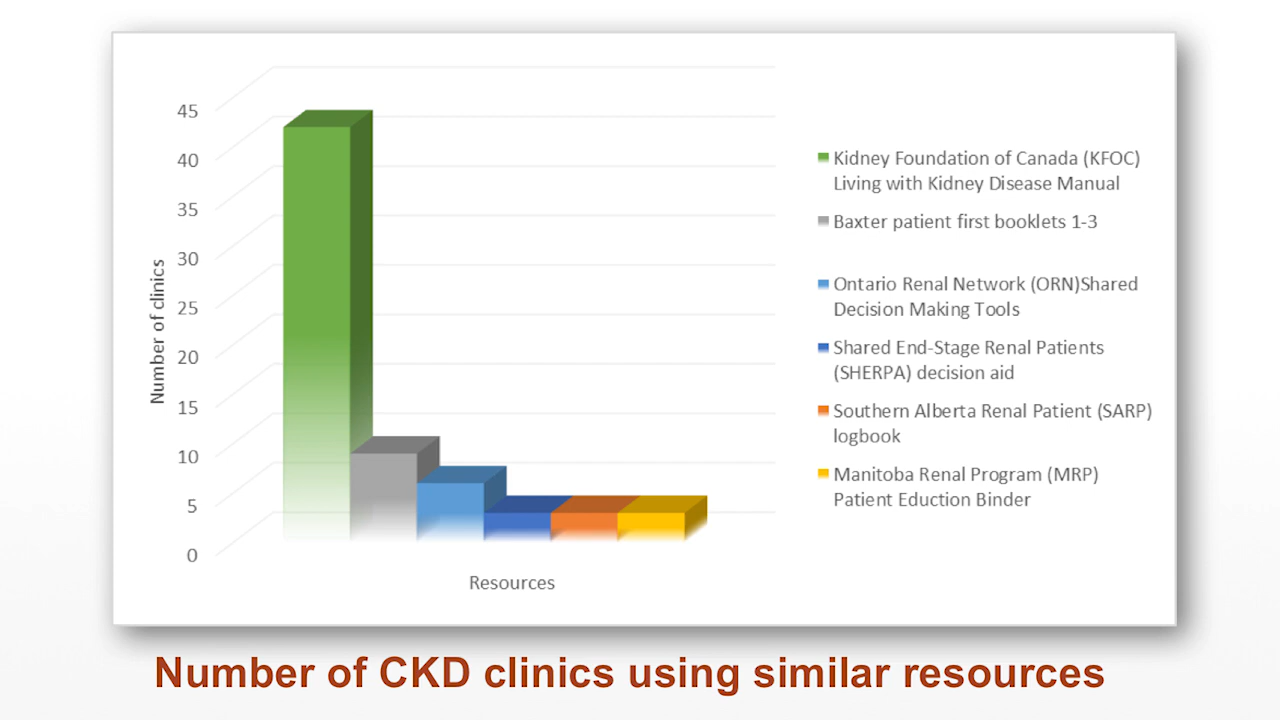 45
40
35
30
25
20
15
10
5
0
Number of clinics
Resources
Kidney Foundation of Canada (KFOC)
Living with Kidney Disease Manual
Baxter patient first booklets 1-3
Ontario Renal Network (ORN)Shared
Decision Making Tools
Shared End-Stage Renal Patients
(SHERPA) decision aid
Southern Alberta Renal Patient (SARP)
logbook
Manitoba Renal Program (MRP)
Patient Eduction Binder
Number of CKD clinics using similar resources